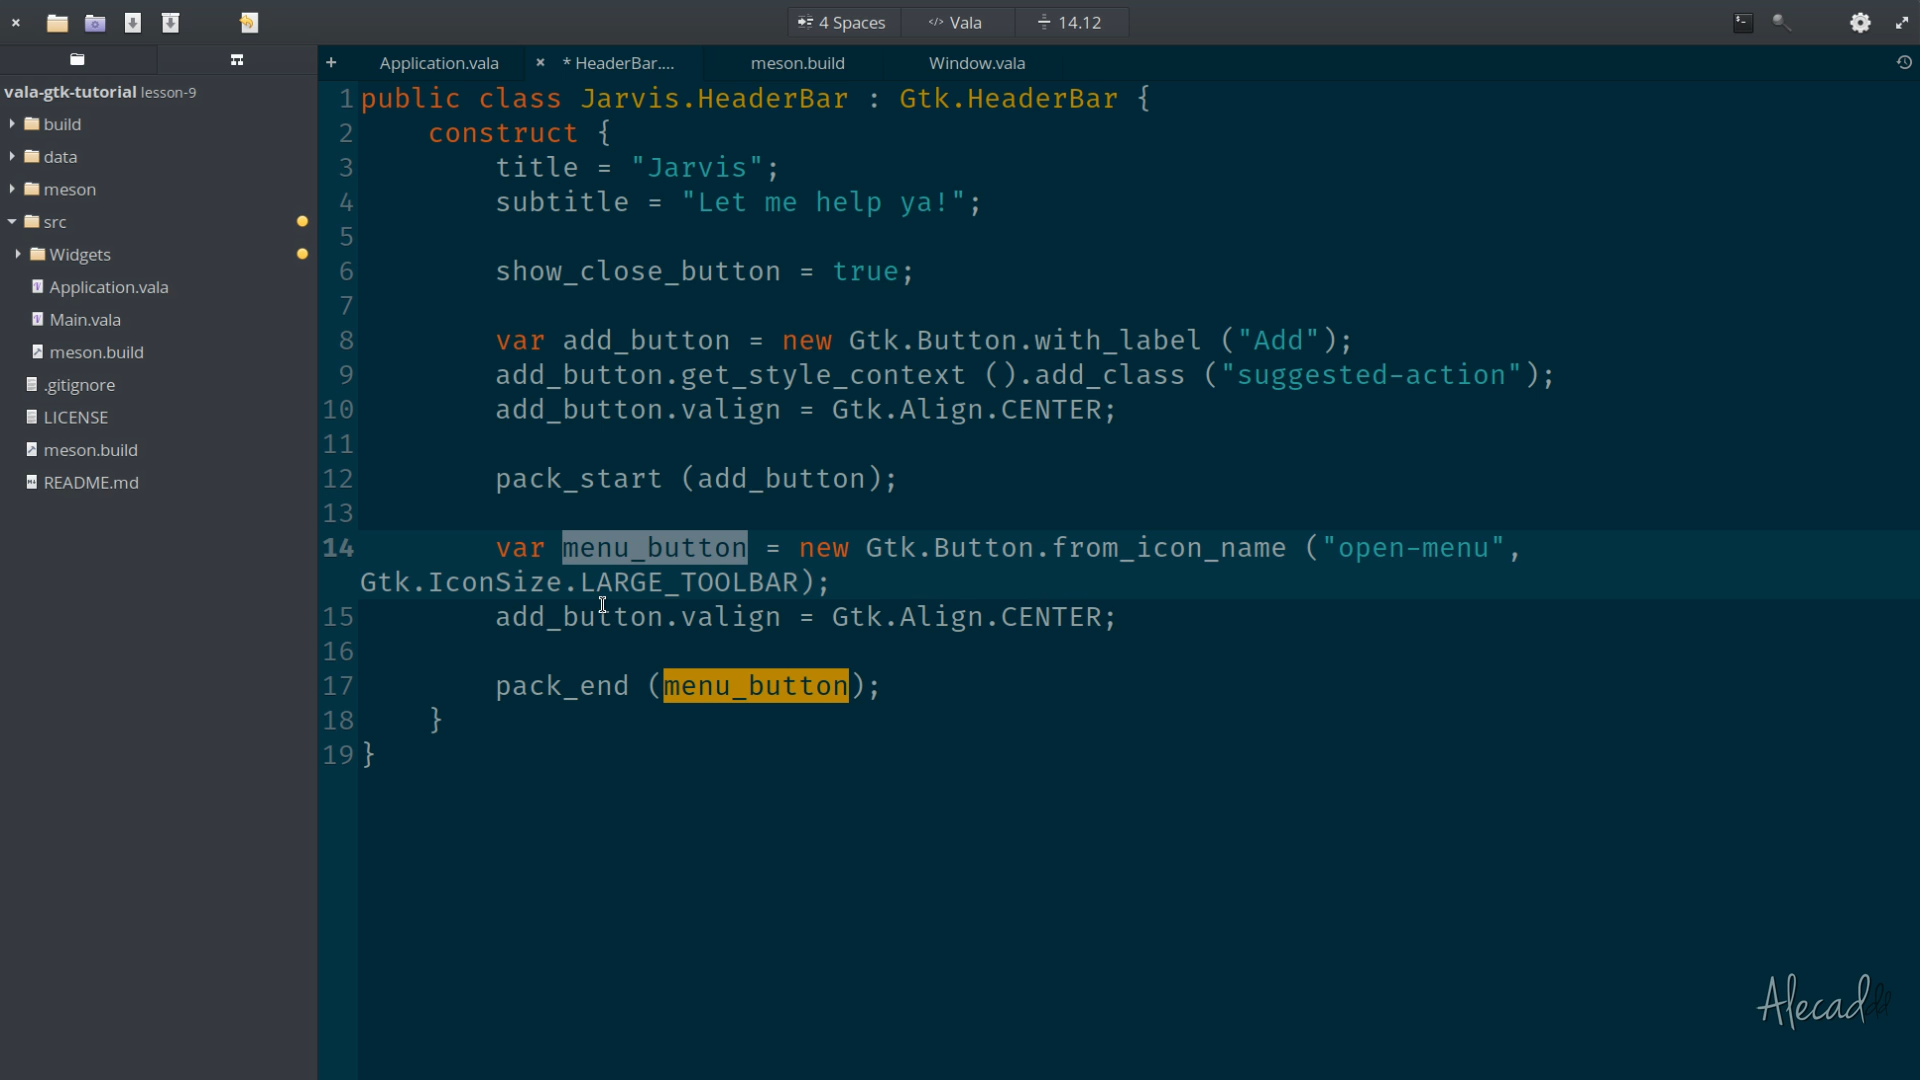 4 Spaces </> Vala 14.12
+ Application.vala × * HeaderBar.... meson.build Window.vala
vala-gtk-tutorial lesson-9
build
data
meson
src
Widgets
Application.vala
Main.vala
meson.build
.gitignore
LICENSE
meson.build
README.md
1 public class Jarvis.HeaderBar : Gtk.HeaderBar {
2 construct {
3 title = "Jarvis";
4 subtitle = "Let me help ya!";
5
6 show_close_button = true;
7
8 var add_button = new Gtk.Button.with_label ("Add");
9 add_button.get_style_context ().add_class ("suggested-action");
10 add_button.valign = Gtk.Align.CENTER;
11
12 pack_start (add_button);
13
14 var menu_button = new Gtk.Button.from_icon_name ("open-menu",
Gtk.IconSize.LARGE_TOOLBAR);
15 add_button.valign = Gtk.Align.CENTER;
16
17 pack_end (menu_button);
18 }
19 }
Alecaddd